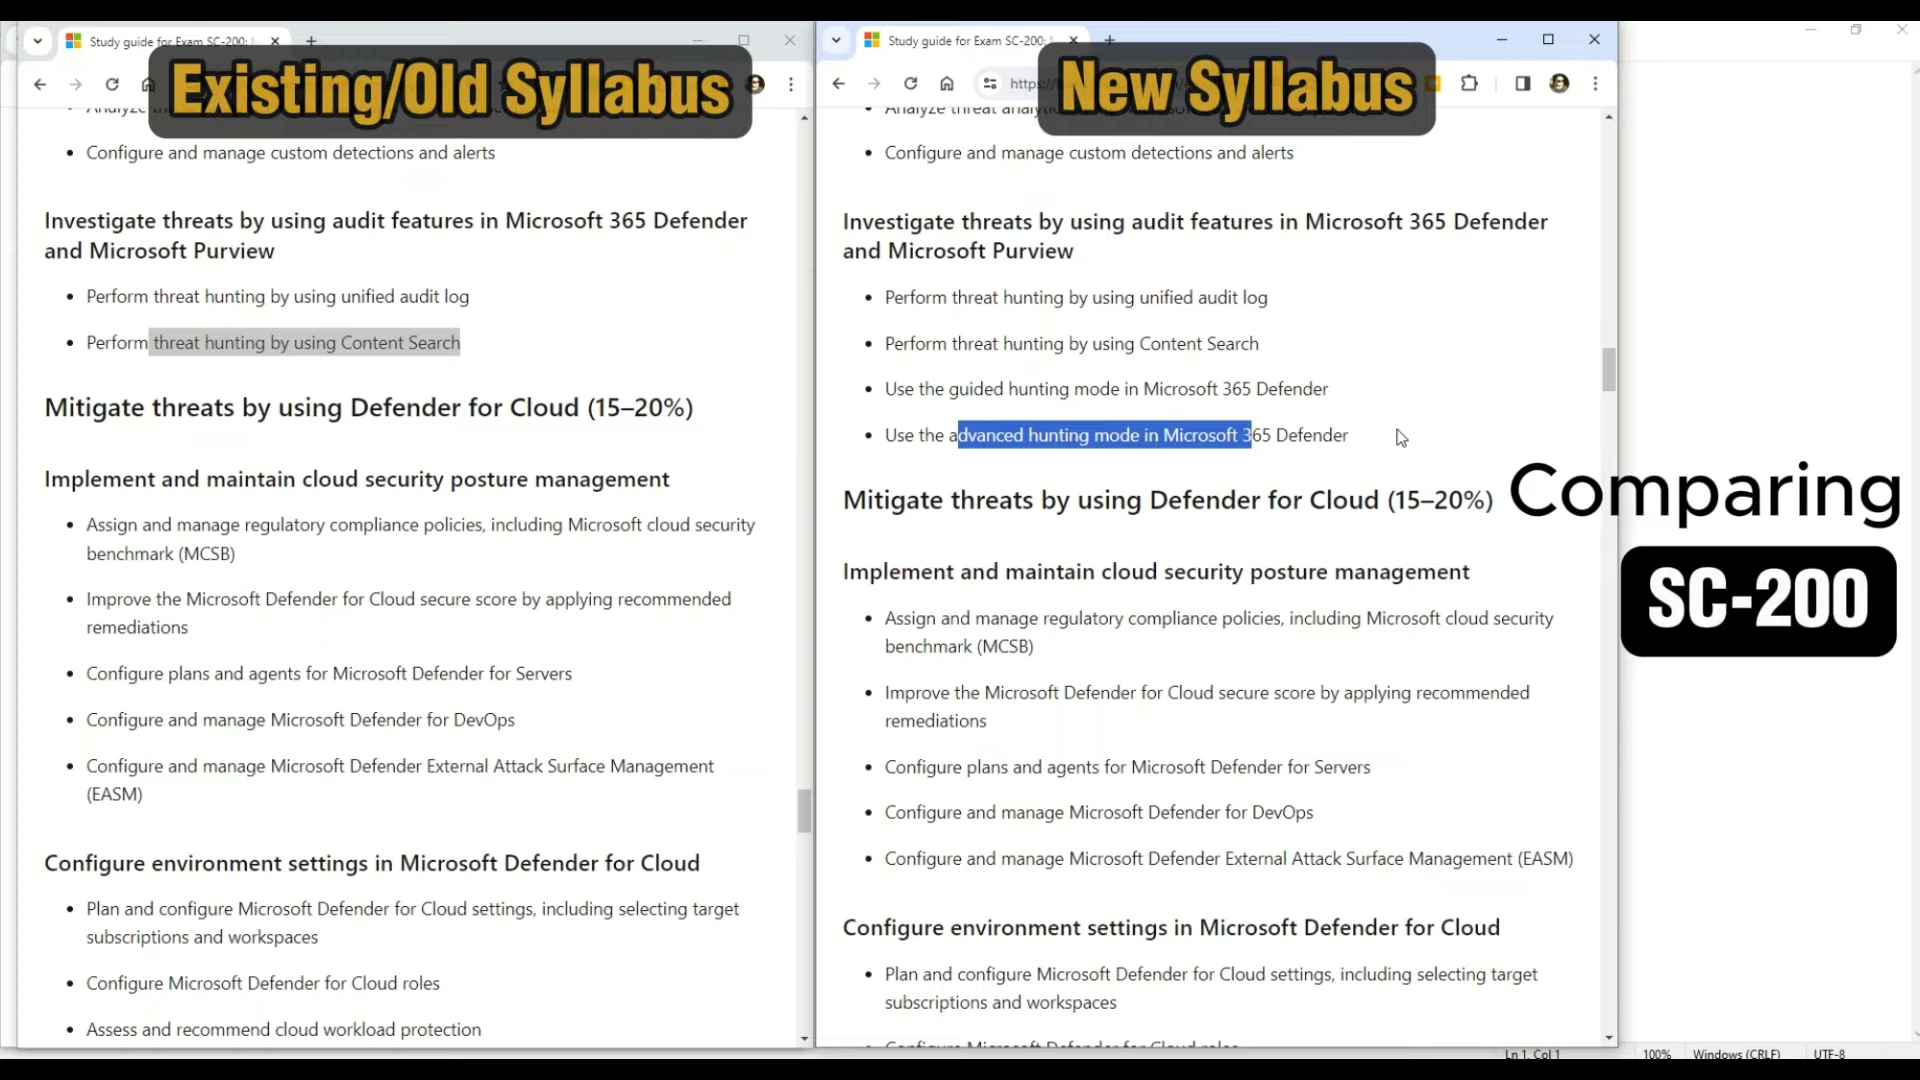 Study guide for Exam SC-200:
Existing/Old Syllabus
Configure and manage custom detections and alerts
Investigate threats by using audit features in Microsoft 365 Defender
and Microsoft Purview
Perform threat hunting by using unified audit log
Perform threat hunting by using Content Search
Mitigate threats by using Defender for Cloud (15–20%)
Implement and maintain cloud security posture management
Assign and manage regulatory compliance policies, including Microsoft cloud security
benchmark (MCSB)
Improve the Microsoft Defender for Cloud secure score by applying recommended
remediations
Configure plans and agents for Microsoft Defender for Servers
Configure and manage Microsoft Defender for DevOps
Configure and manage Microsoft Defender External Attack Surface Management
(EASM)
Configure environment settings in Microsoft Defender for Cloud
Plan and configure Microsoft Defender for Cloud settings, including selecting target
subscriptions and workspaces
Configure Microsoft Defender for Cloud roles
Assess and recommend cloud workload protection
Study guide for Exam SC-200:
New Syllabus
https
Analyze threat
Configure and manage custom detections and alerts
Investigate threats by using audit features in Microsoft 365 Defender
and Microsoft Purview
Perform threat hunting by using unified audit log
Perform threat hunting by using Content Search
Use the guided hunting mode in Microsoft 365 Defender
Use the advanced hunting mode in Microsoft 365 Defender
Mitigate threats by using Defender for Cloud (15–20%)
Implement and maintain cloud security posture management
Assign and manage regulatory compliance policies, including Microsoft cloud security
benchmark (MCSB)
Improve the Microsoft Defender for Cloud secure score by applying recommended
remediations
Configure plans and agents for Microsoft Defender for Servers
Configure and manage Microsoft Defender for DevOps
Configure and manage Microsoft Defender External Attack Surface Management (EASM)
Configure environment settings in Microsoft Defender for Cloud
Plan and configure Microsoft Defender for Cloud settings, including selecting target
subscriptions and workspaces
Configure Microsoft Defender for Cloud roles
Comparing
SC-200
Ln 1, Col 1
100%
Windows (CRLF)
UTF-8